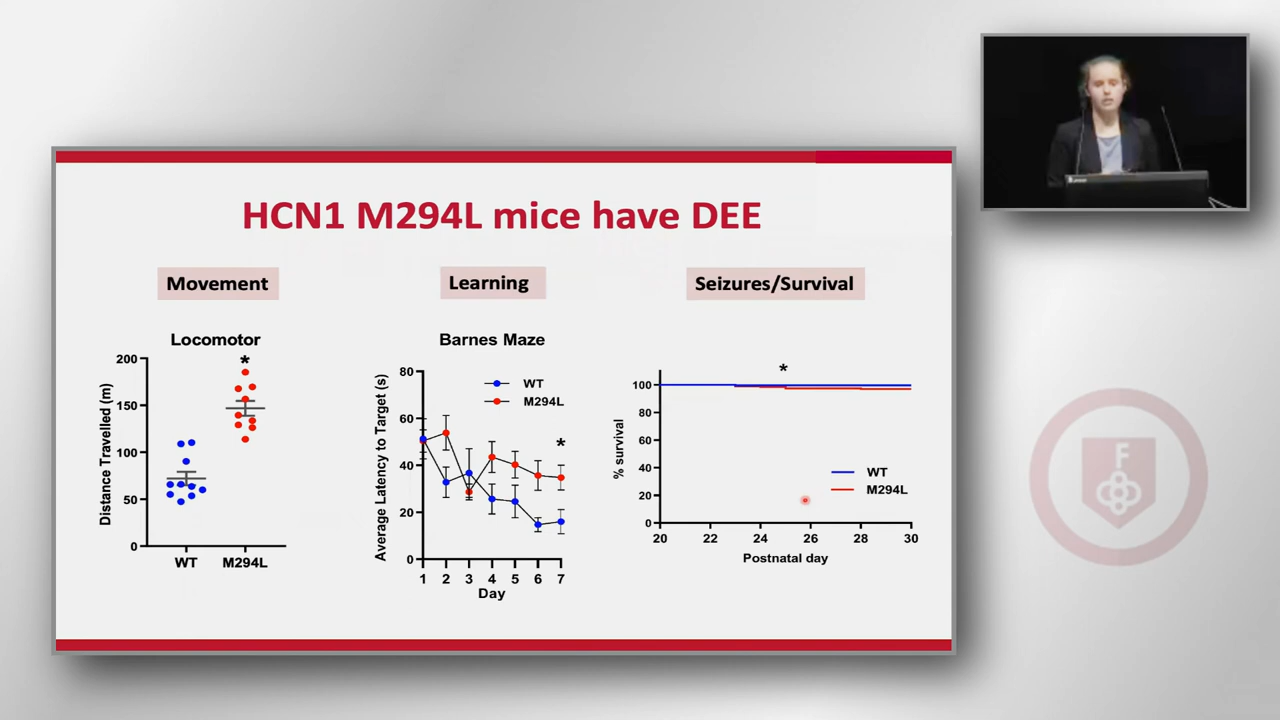 HCN1 M294L mice have DEE
Movement
Learning
Seizures/Survival
Locomotor
200
150
100
50
0
Distance Travelled (m)
*
WT
M294L
Barnes Maze
80
60
40
20
0
Average Latency to Target (s)
WT
M294L
*
1 2 3 4 5 6 7
Day
*
100
80
60
40
20
0
% survival
WT
M294L
20 22 24 26 28 30
Postnatal day
F